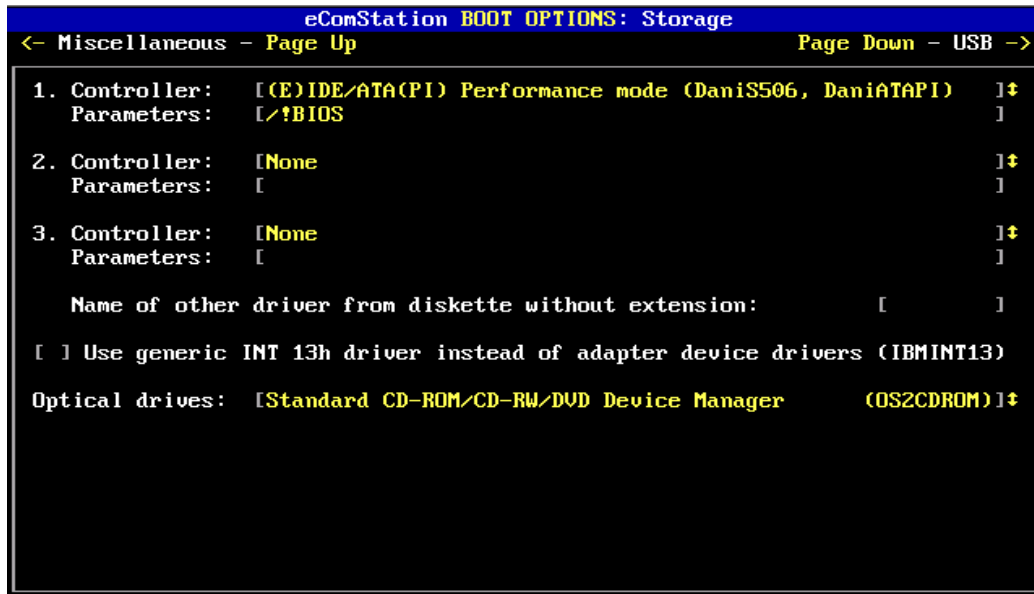 eComStation BOOT OPTIONS: Storage
<- Miscellaneous - Page Up Page Down - USB ->
1. Controller: [(E)IDE/ATA(PI) Performance mode (DaniS506, DaniATAPI) ]↕
Parameters: [/!BIOS ]
2. Controller: [None ]↕
Parameters: [ ]
3. Controller: [None ]↕
Parameters: [ ]
Name of other driver from diskette without extension: [ ]
[ ] Use generic INT 13h driver instead of adapter device drivers (IBMINT13)
Optical drives: [Standard CD-ROM/CD-RW/DVD Device Manager (OS2CDROM)]↕